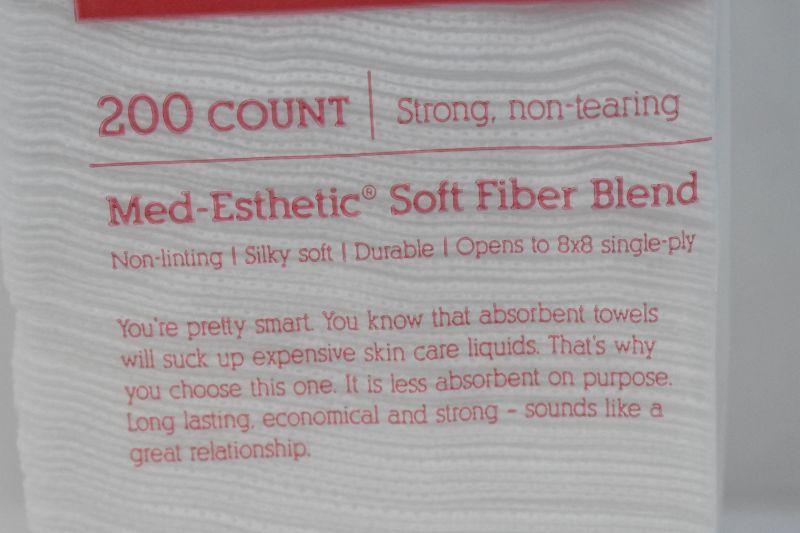 200 COUNT | Strong, non-tearing
Med-Esthetic® Soft Fiber Blend
Non-linting | Silky soft | Durable | Opens to 8x8 single-ply
You're pretty smart. You know that absorbent towels
will suck up expensive skin care liquids. That's why
you choose this one. It is less absorbent on purpose.
Long lasting, economical and strong – sounds like a
great relationship.